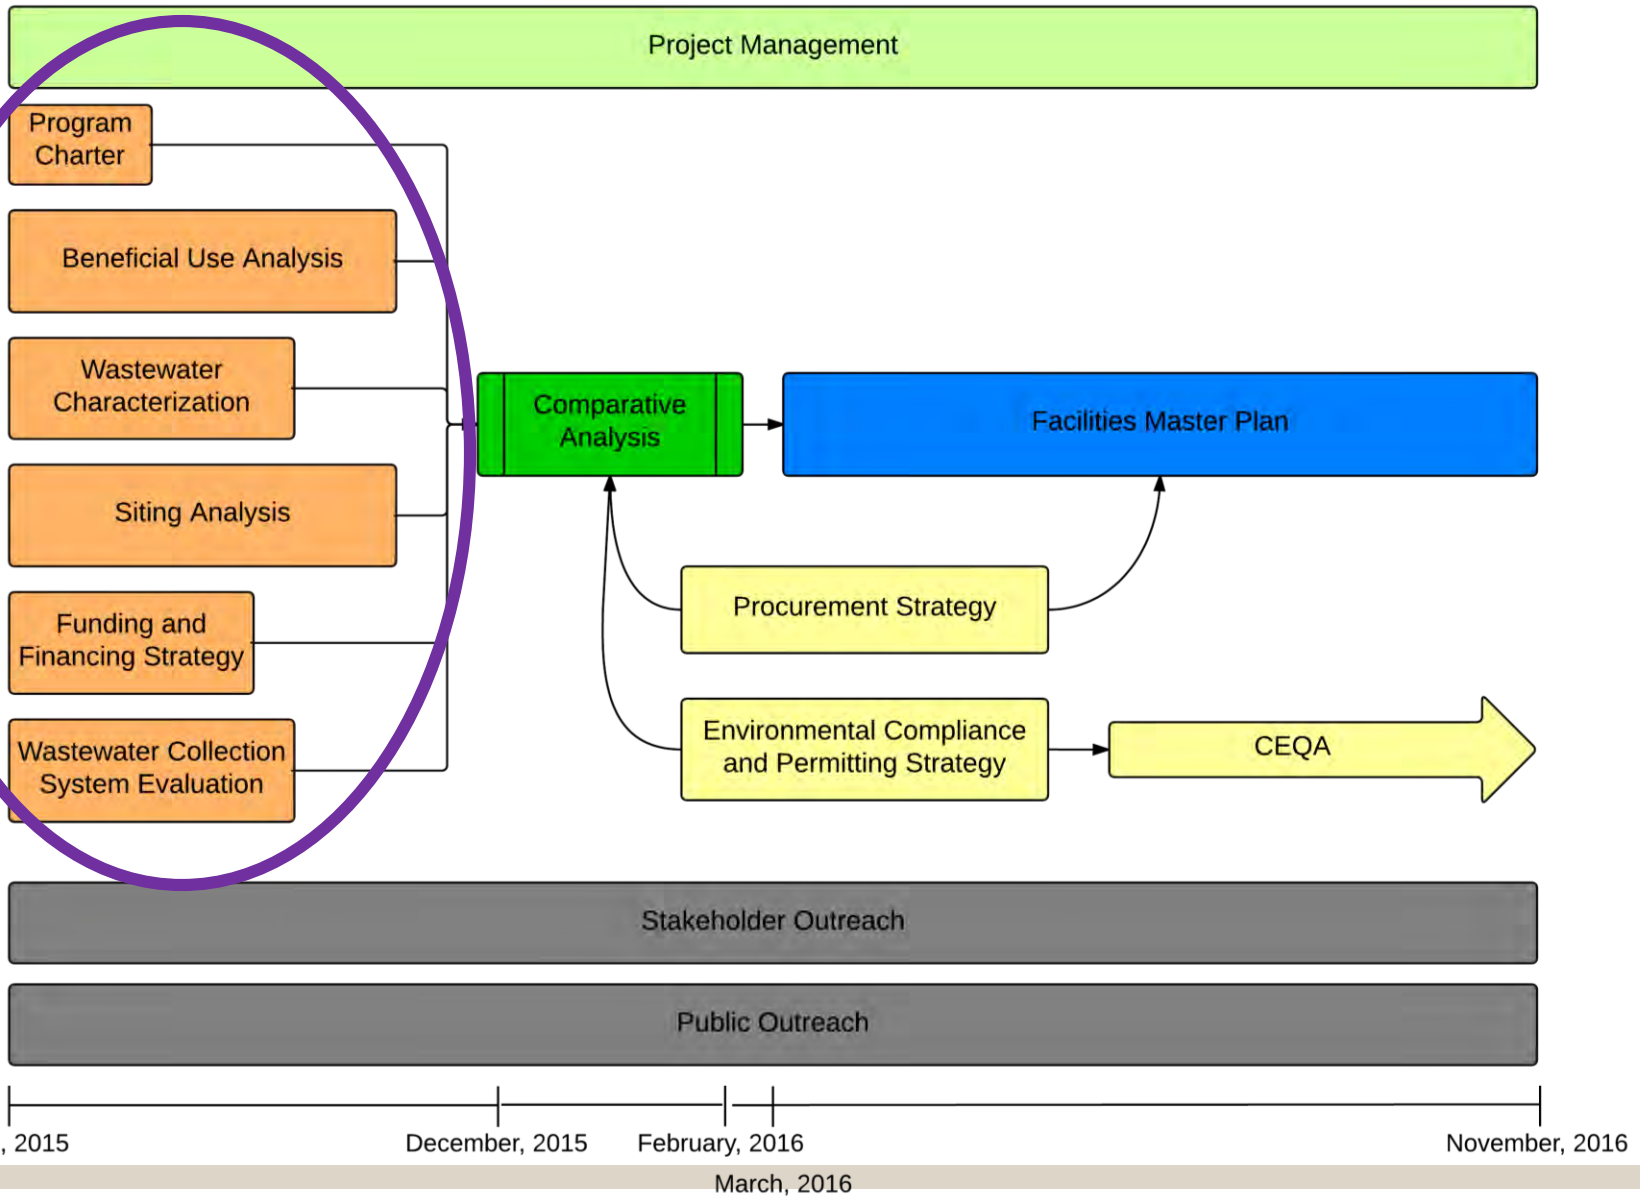 Project Management
Program
Charter
Beneficial Use Analysis
Wastewater
Characterization
Comparative
Analysis
Facilities Master Plan
Siting Analysis
Procurement Strategy
Funding and
Financing Strategy
Environmental Compliance
and Permitting Strategy
CEQA
Wastewater Collection
System Evaluation
Stakeholder Outreach
Public Outreach
, 2015
December, 2015
February, 2016
November, 2016
March, 2016